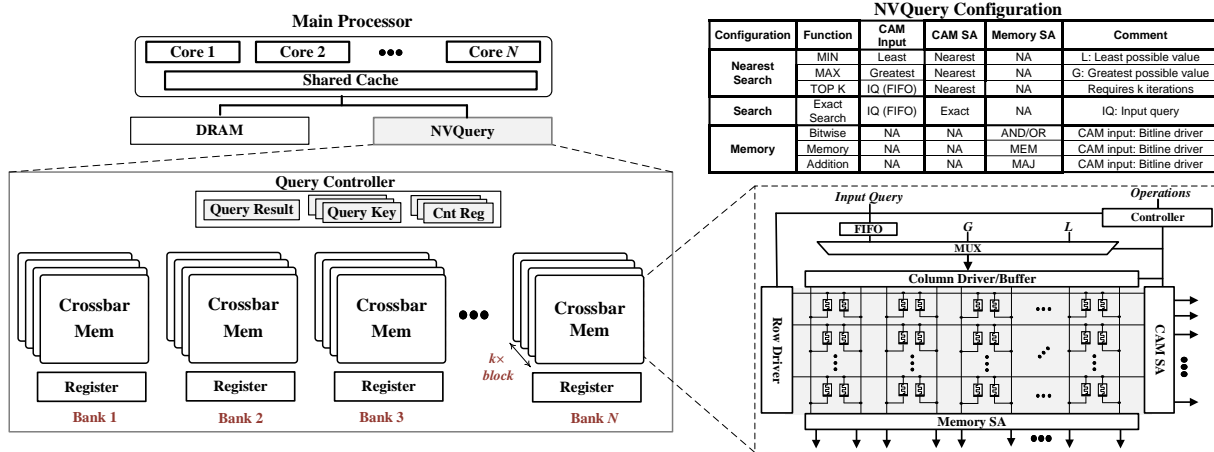 Main Processor
Core 1
Core 2
Core N
Shared Cache
DRAM
NVQuery
Query Controller
Query Result
Query Key
Cnt Reg
Crossbar
Mem
Crossbar
Mem
Crossbar
Mem
Crossbar
Mem
k×
block
Register
Register
Register
Register
Bank 1
Bank 2
Bank 3
Bank N
NVQuery Configuration
Configuration Function CAM Input CAM SA Memory SA Comment
Nearest Search MIN Least Nearest NA L: Least possible value
MAX Greatest Nearest NA G: Greatest possible value
TOP K IQ (FIFO) Nearest NA Requires k iterations
Search Exact Search IQ (FIFO) Exact NA IQ: Input query
Memory Bitwise NA NA AND/OR CAM input: Bitline driver
Memory NA NA MEM CAM input: Bitline driver
Addition NA NA MAJ CAM input: Bitline driver
Input Query
Operations
Controller
FIFO
G
L
MUX
Column Driver/Buffer
Row Driver
CAM SA
Memory SA